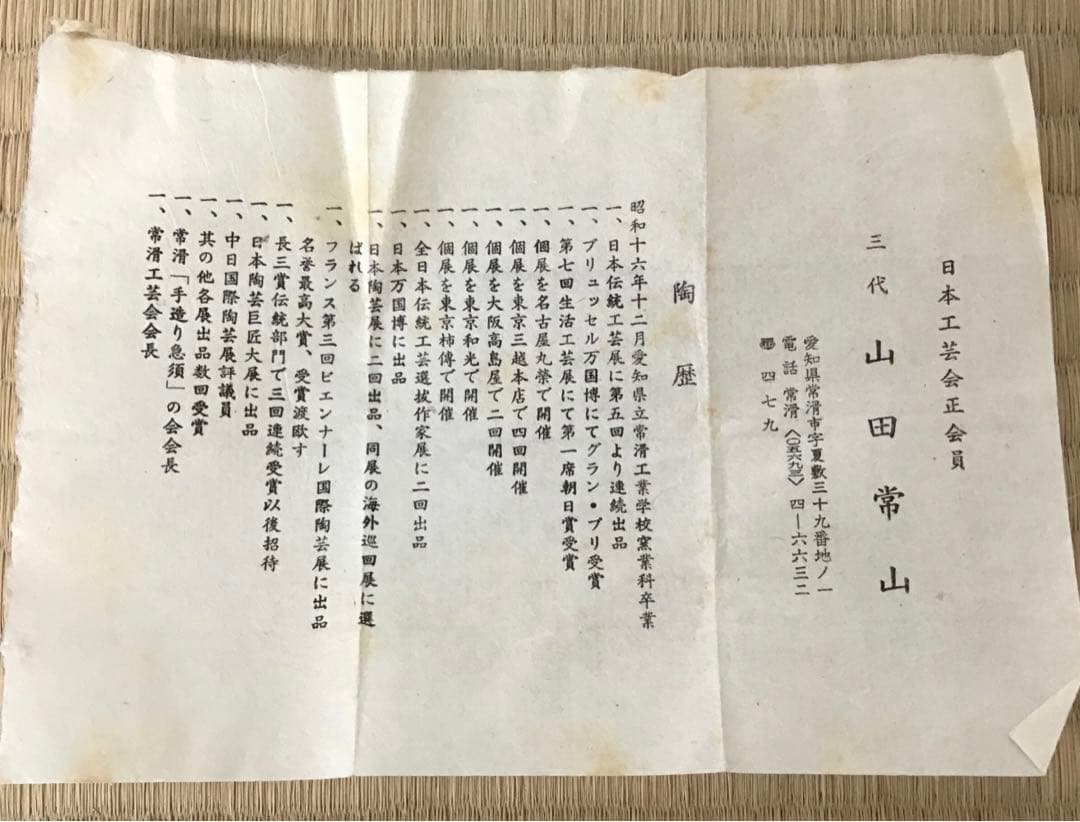 日本工芸会正会員
三代 山田常山
愛知県常滑市字夏敷三十九番地ノ一
電話 常滑〈〇五六九三〉四―六六三二
〒 四七九
陶歴
昭和十六年十二月愛知県立常滑工業学校窯業科卒業
一、日本伝統工芸展に第五回より連続出品
一、ブリュッセル万国博にてグラン・プリ受賞
一、第七回生活工芸展にて第一席朝日賞受賞
一、個展を名古屋丸栄で開催
一、個展を東京三越本店で四回開催
一、個展を大阪高島屋で二回開催
一、個展を東京和光で開催
一、個展を東京柿傳で開催
一、全日本伝統工芸選抜作家展に二回出品
一、日本万国博に出品
一、日本陶芸展に二回出品、同展の海外巡回展に選
ばれる
一、フランス第三回ビエンナーレ国際陶芸展に出品
名誉最高大賞、受賞渡欧す
一、長三賞伝統部門で三回連続受賞以後招待
一、日本陶芸巨匠大展に出品
一、中日国際陶芸展評議員
一、其の他各展出品数回受賞
一、常滑「手造り急須」の会会長
一、常滑工芸会会長